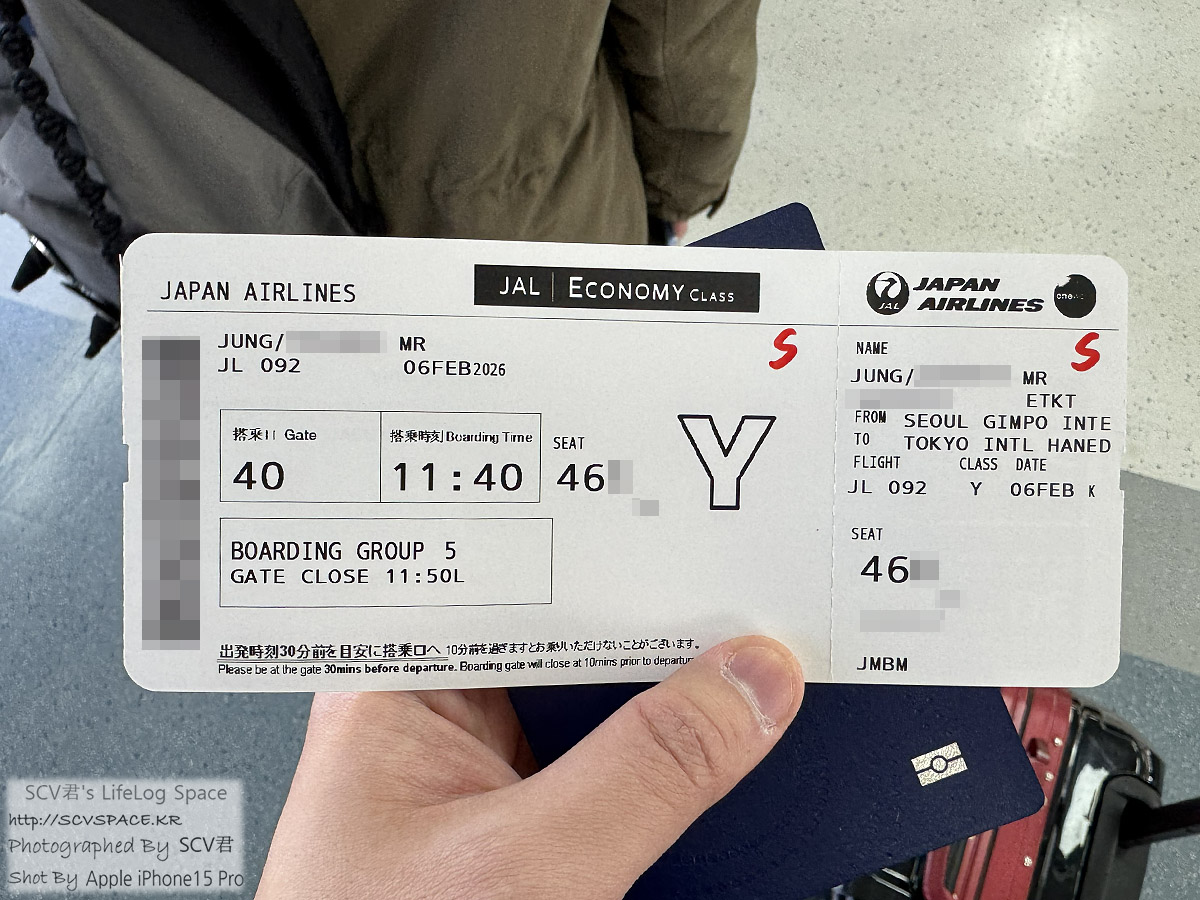 JAPAN AIRLINES
JAL | ECONOMY CLASS
JUNG/ MR
JL 092 06FEB2026
S
搭乗口 Gate
40
搭乗時刻 Boarding Time
11:40
SEAT
46
Y
BOARDING GROUP 5
GATE CLOSE 11:50L
出発時刻30分前を目安に搭乗口へ 10分前を過ぎますとお乗りいただけないことがございます。
Please be at the gate 30mins before departure. Boarding gate will close at 10mins prior to departur
JAL
JAPAN
AIRLINES
NAME
S
JUNG/ MR
ETKT
FROM SEOUL GIMPO INTE
TO TOKYO INTL HANED
FLIGHT CLASS DATE
JL 092 Y 06FEB K
SEAT
46
JMBM
SCV君's LifeLog Space
http://SCVSPACE.KR
Photographed By SCV君
Shot By Apple iPhone15 Pro